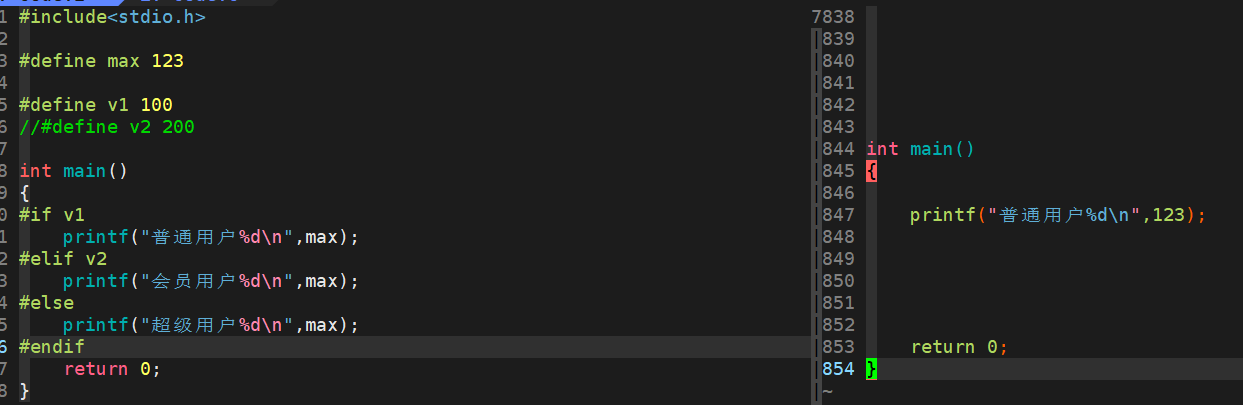 1 #include<stdio.h>
2
3 #define max 123
4
5 #define v1 100
6 //#define v2 200
7
8 int main()
9 {
0 #if v1
1     printf("普通用户%d\n",max);
2 #elif v2
3     printf("会员用户%d\n",max);
4 #else
5     printf("超级用户%d\n",max);
6 #endif
7     return 0;
8 }
7838
839
840
841
842
843
844 int main()
845 {
846
847     printf("普通用户%d\n",123);
848
849
850
851
852
853     return 0;
854 }
~